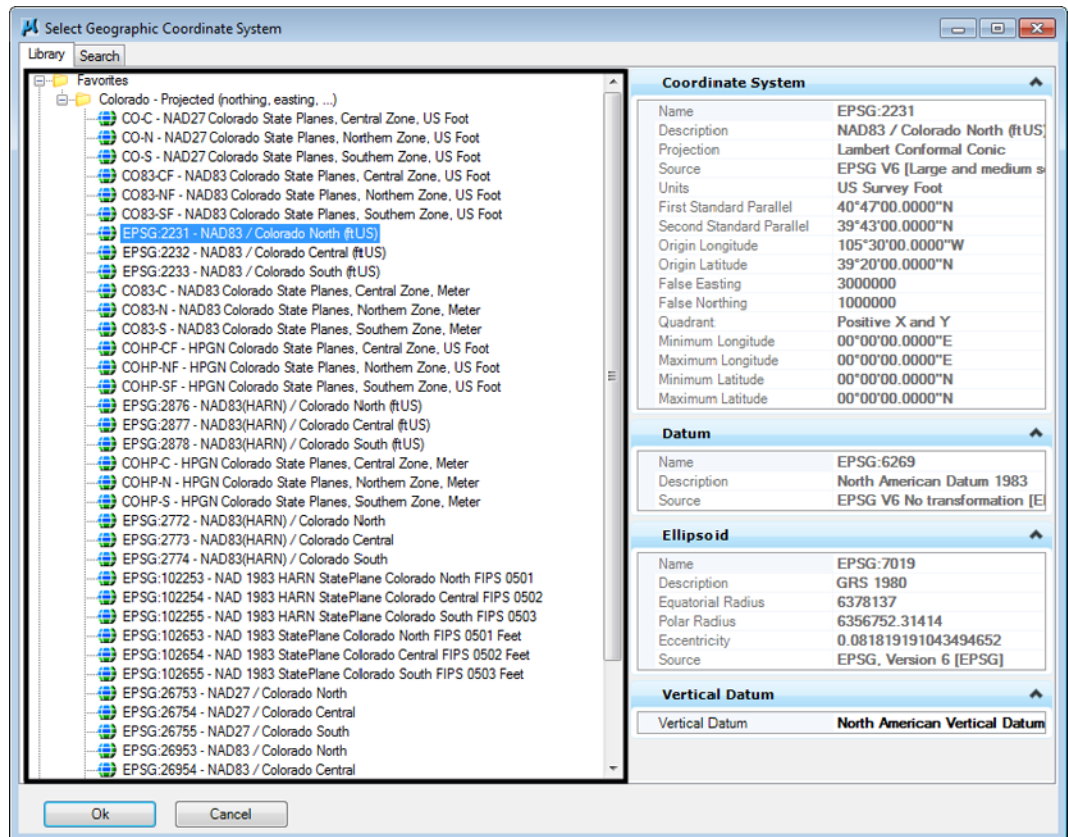 Select Geographic Coordinate System
Library Search
Favorites
Colorado - Projected (northing, easting, ...)
CO-C - NAD27 Colorado State Planes, Central Zone, US Foot
CO-N - NAD27 Colorado State Planes, Northern Zone, US Foot
CO-S - NAD27 Colorado State Planes, Southern Zone, US Foot
CO83-CF - NAD83 Colorado State Planes, Central Zone, US Foot
CO83-NF - NAD83 Colorado State Planes, Northern Zone, US Foot
CO83-SF - NAD83 Colorado State Planes, Southern Zone, US Foot
EPSG:2231 - NAD83 / Colorado North (ftUS)
EPSG:2232 - NAD83 / Colorado Central (ftUS)
EPSG:2233 - NAD83 / Colorado South (ftUS)
CO83-C - NAD83 Colorado State Planes, Central Zone, Meter
CO83-N - NAD83 Colorado State Planes, Northern Zone, Meter
CO83-S - NAD83 Colorado State Planes, Southern Zone, Meter
COHP-CF - HPGN Colorado State Planes, Central Zone, US Foot
COHP-NF - HPGN Colorado State Planes, Northern Zone, US Foot
COHP-SF - HPGN Colorado State Planes, Southern Zone, US Foot
EPSG:2876 - NAD83(HARN) / Colorado North (ftUS)
EPSG:2877 - NAD83(HARN) / Colorado Central (ftUS)
EPSG:2878 - NAD83(HARN) / Colorado South (ftUS)
COHP-C - HPGN Colorado State Planes, Central Zone, Meter
COHP-N - HPGN Colorado State Planes, Northern Zone, Meter
COHP-S - HPGN Colorado State Planes, Southern Zone, Meter
EPSG:2772 - NAD83(HARN) / Colorado North
EPSG:2773 - NAD83(HARN) / Colorado Central
EPSG:2774 - NAD83(HARN) / Colorado South
EPSG:102253 - NAD 1983 HARN StatePlane Colorado North FIPS 0501
EPSG:102254 - NAD 1983 HARN StatePlane Colorado Central FIPS 0502
EPSG:102255 - NAD 1983 HARN StatePlane Colorado South FIPS 0503
EPSG:102653 - NAD 1983 StatePlane Collorado North FIPS 0501 Feet
EPSG:102654 - NAD 1983 StatePlane Collorado Central FIPS 0502 Feet
EPSG:102655 - NAD 1983 StatePlane Colorado South FIPS 0503 Feet
EPSG:26753 - NAD27 / Colorado North
EPSG:26754 - NAD27 / Colorado Central
EPSG:26755 - NAD27 / Colorado South
EPSG:26953 - NAD83 / Colorado North
EPSG:26954 - NAD83 / Colorado Central
Coordinate System
Name EPSG:2231
Description NAD83 / Colorado North (ftUS)
Projection Lambert Conformal Conic
Source EPSG V6 [Large and medium s
Units US Survey Foot
First Standard Parallel 40°47'00.0000"N
Second Standard Parallel 39°43'00.0000"N
Origin Longitude 105°30'00.0000"W
Origin Latitude 39°20'00.0000"N
False Easting 3000000
False Northing 1000000
Quadrant Positive X and Y
Minimum Longitude 00°00'00.0000"E
Maximum Longitude 00°00'00.0000"E
Minimum Latitude 00°00'00.0000"N
Maximum Latitude 00°00'00.0000"N
Datum
Name EPSG:6269
Description North American Datum 1983
Source EPSG V6 No transformation [E
Ellipsoid
Name EPSG:7019
Description GRS 1980
Equatorial Radius 6378137
Polar Radius 6356752.31414
Eccentricity 0.081819191043494652
Source EPSG, Version 6 [EPSG]
Vertical Datum
Vertical Datum North American Vertical Datum
Ok Cancel